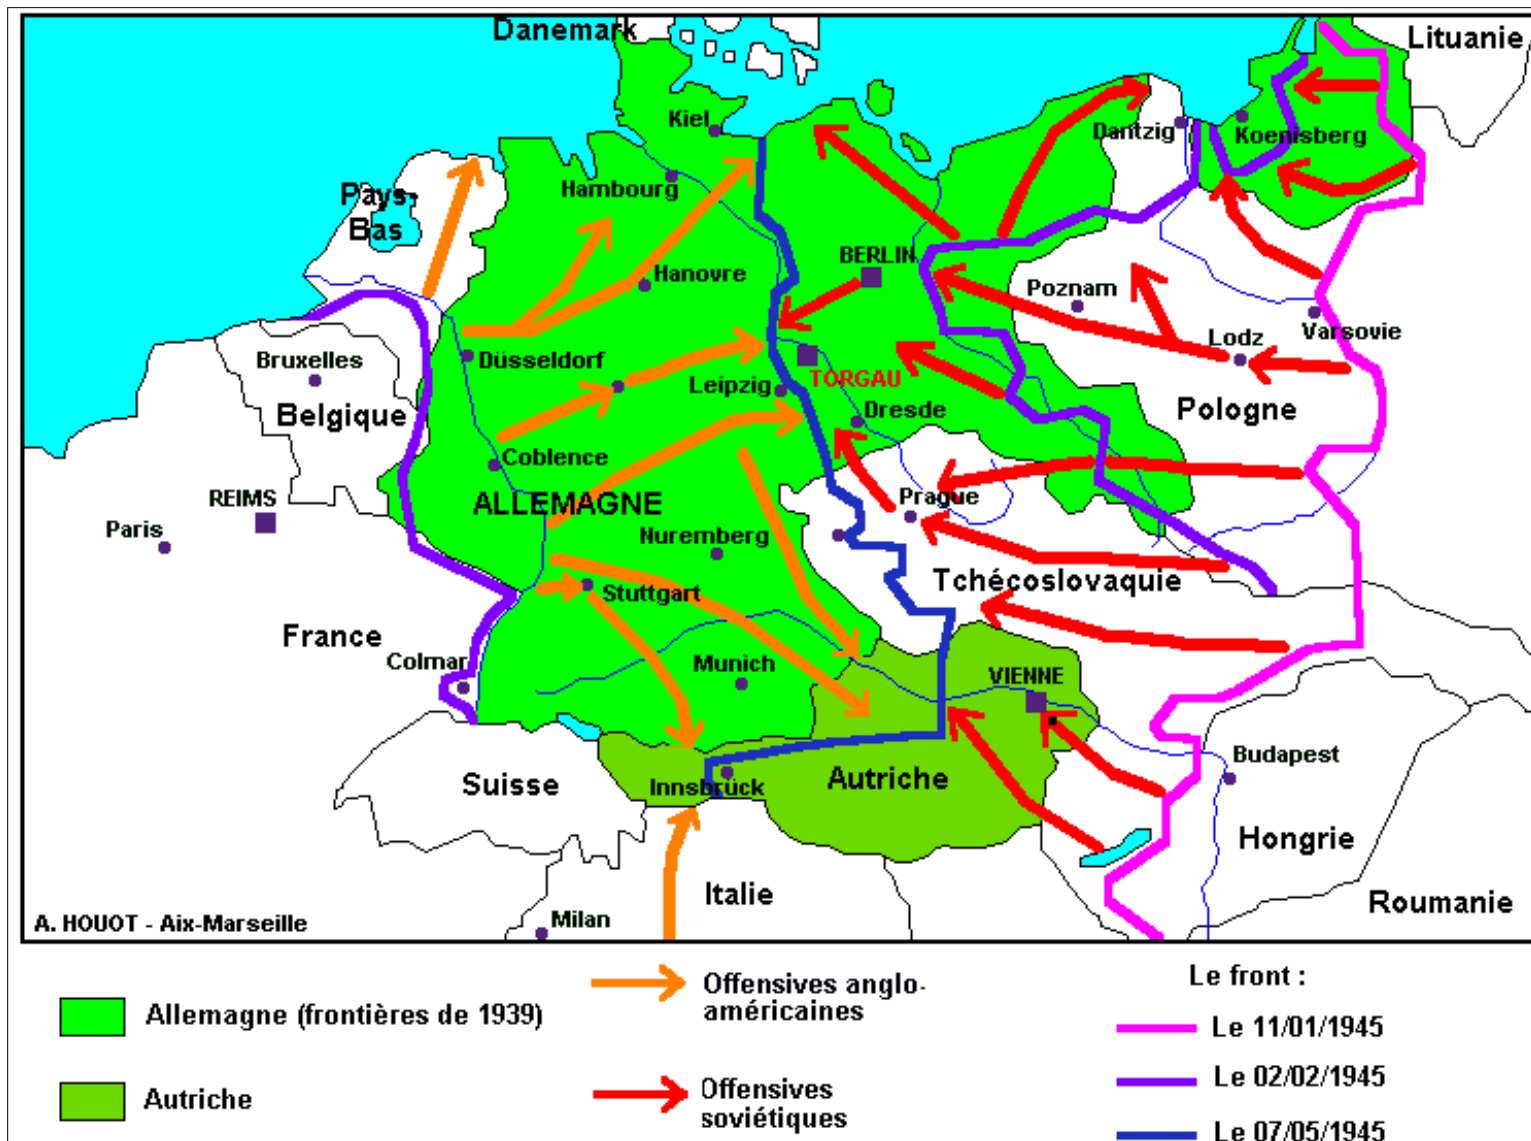 Danemark
Lituanie
Kiel
Dantzig
Koenisberg
Hambourg
Pays-
Bas
BERLIN
Hanovre
Poznam
Varsovie
Bruxelles
Düsseldorf
Lodz
Leipzig
TORGAU
Belgique
Dresde
Pologne
Coblence
REIMS
ALLEMAGNE
Prague
Paris
Nuremberg
Tchécoslovaquie
Stuttgart
France
Colmar
Munich
VIENNE
Budapest
Suisse
Innsbrück
Autriche
Hongrie
Italie
Roumanie
A. HOUOT - Aix-Marseille
Milan
Allemagne (frontières de 1939)
Autriche
Offensives anglo-
américaines
Offensives
soviétiques
Le front :
Le 11/01/1945
Le 02/02/1945
Le 07/05/1945